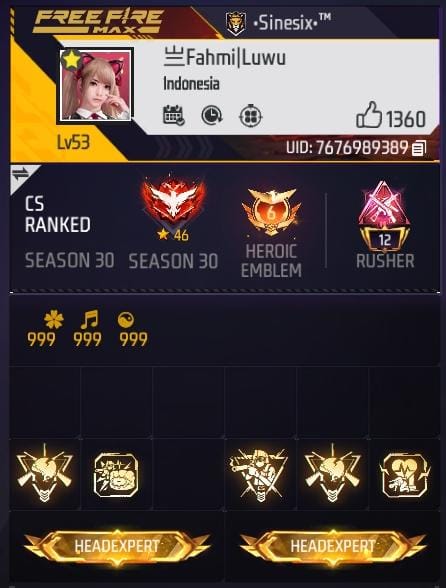 FREE FIRE
MAX
•Sinesix•™
亗Fahmi|Luwu
Indonesia
1360
Lv53
UID: 7676989389
CS
RANKED
SEASON 30
46
SEASON 30
6
HEROIC
EMBLEM
12
RUSHER
999 999 999
HEADEXPERT HEADEXPERT